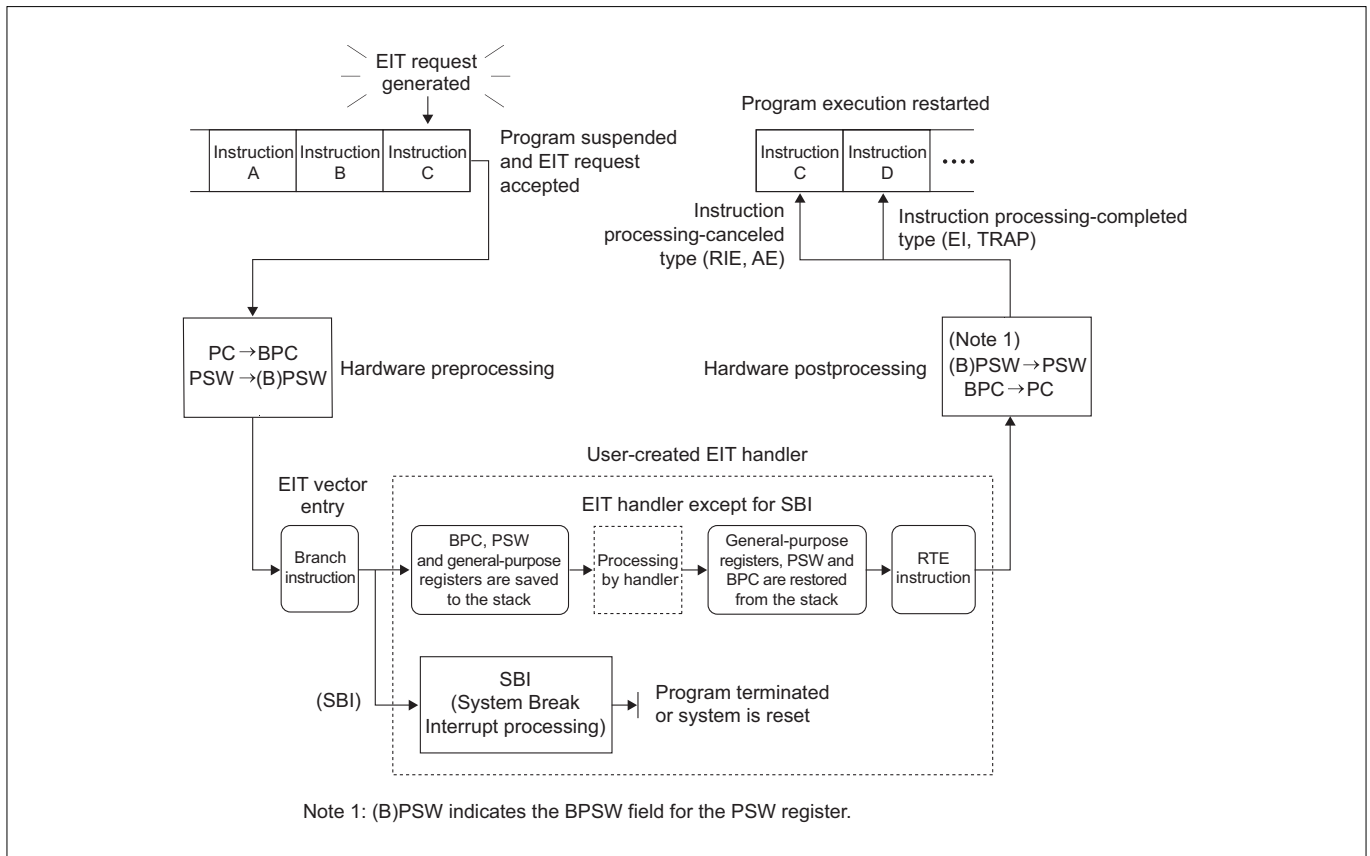 EIT request
generated
Program execution restarted
Instruction
A
Instruction
B
Instruction
C
Program suspended
and EIT request
accepted
Instruction
C
Instruction
D
••••
Instruction
processing-canceled
type (RIE, AE)
Instruction processing-completed
type (EI, TRAP)
PC→BPC
PSW→(B)PSW
Hardware preprocessing
Hardware postprocessing
(Note 1)
(B)PSW→PSW
BPC→PC
User-created EIT handler
EIT vector
entry
EIT handler except for SBI
Branch
instruction
BPC, PSW
and general-purpose
registers are saved
to the stack
Processing
by handler
General-purpose
registers, PSW and
BPC are restored
from the stack
RTE
instruction
(SBI)
SBI
(System Break
Interrupt processing)
Program terminated
or system is reset
Note 1: (B)PSW indicates the BPSW field for the PSW register.